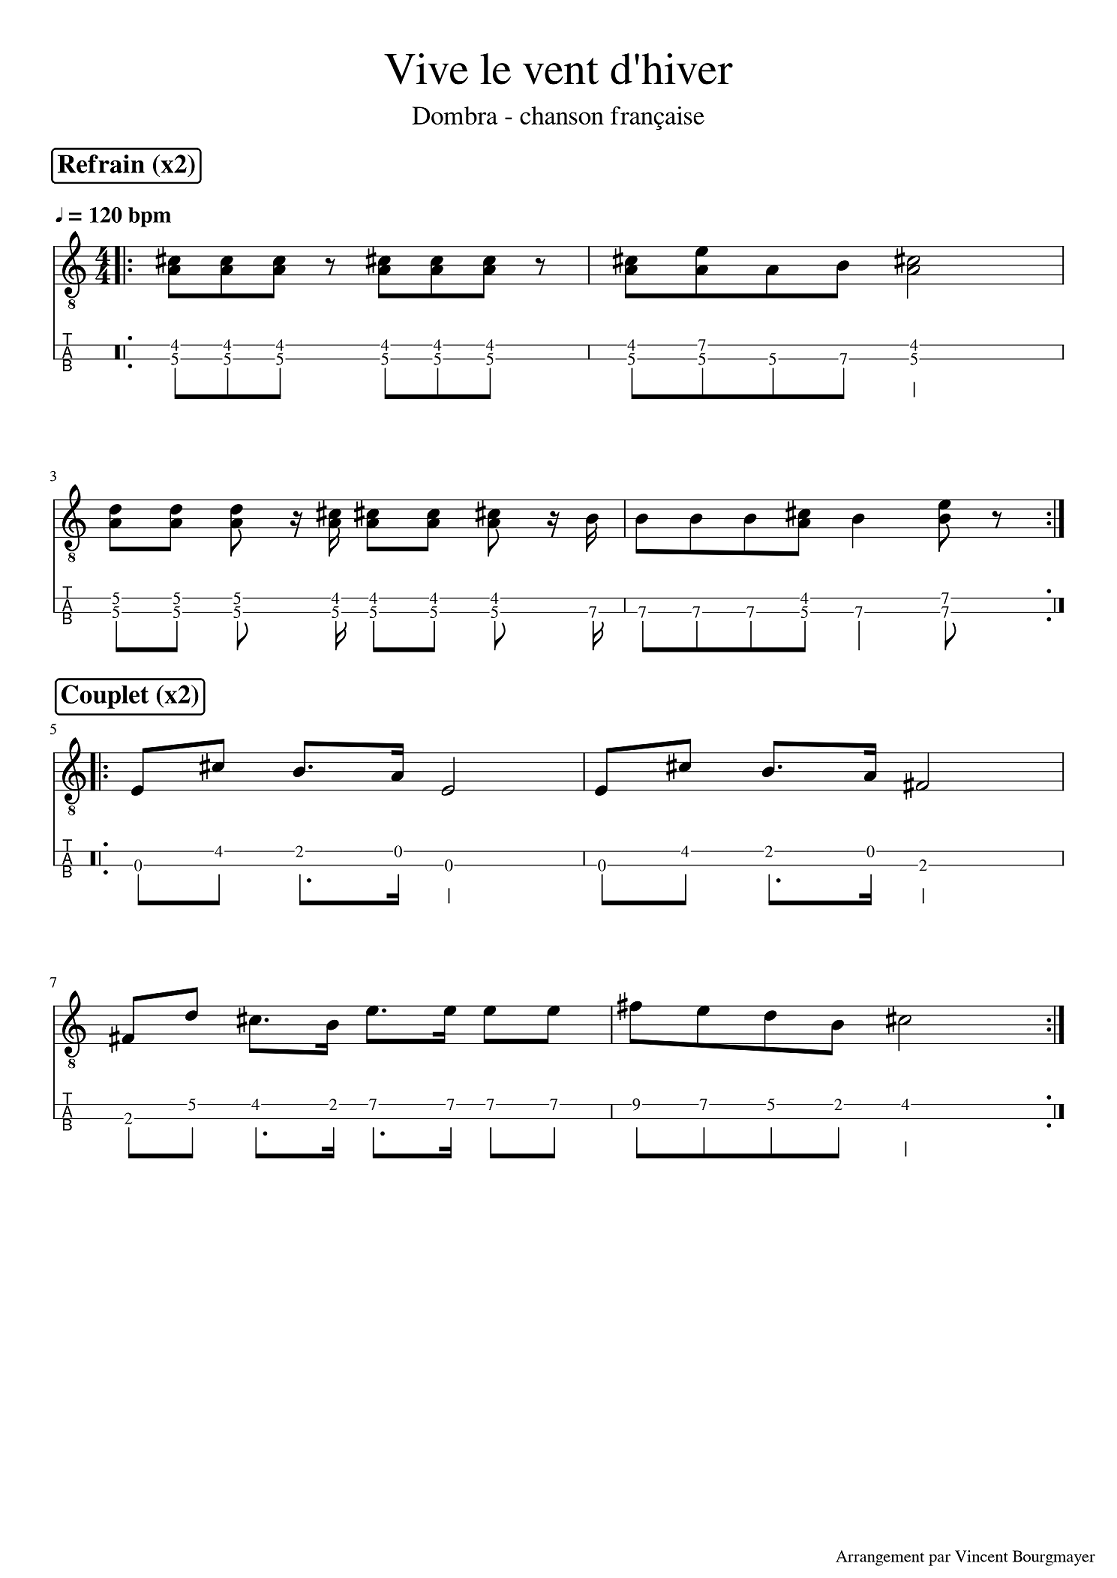 Vive le vent d'hiver
Dombra - chanson française
Refrain (x2)
♩ = 120 bpm
4
4
8
T
A
B
4 4 4 4 4 4 4 7 4
5 5 5 5 5 5 5 5 5 7 5
3
8
T
A
B
5 5 5 4 4 4 4 4 7
5 5 5 5 5 5 5 7 7 7 7 5 7 7
Couplet (x2)
5
8
T
A
B
4 2 0 4 2 0
0 0 0 2
7
8
T
A
B
5 4 2 7 7 7 7 9 7 5 2 4
2
Arrangement par Vincent Bourgmayer